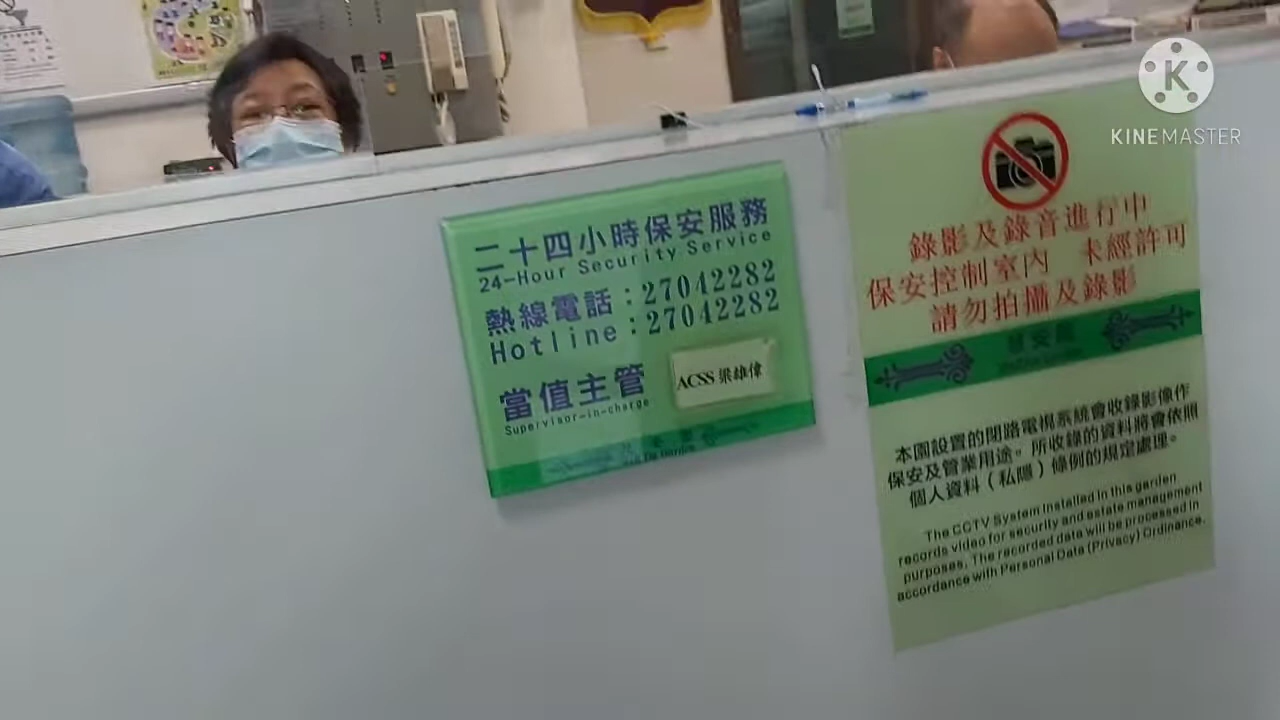 KINEMASTER
二十四小時保安服務
24-Hour Security Service
熱線電話：27042282
Hotline：27042282
當值主管
Supervisor-in-charge
ACSS 梁雄偉
錄影及錄音進行中
保安控制室內 未經許可
請勿拍攝及錄影
本園設置的閉路電視系統會收錄影像作
保安及管業用途。所收錄的資料將會依照
個人資料（私隱）條例的規定處理。
The CCTV System installed in this garden
records video for security and estate management
purposes. The recorded data will be processed in
accordance with Personal Data (Privacy) Ordinance.